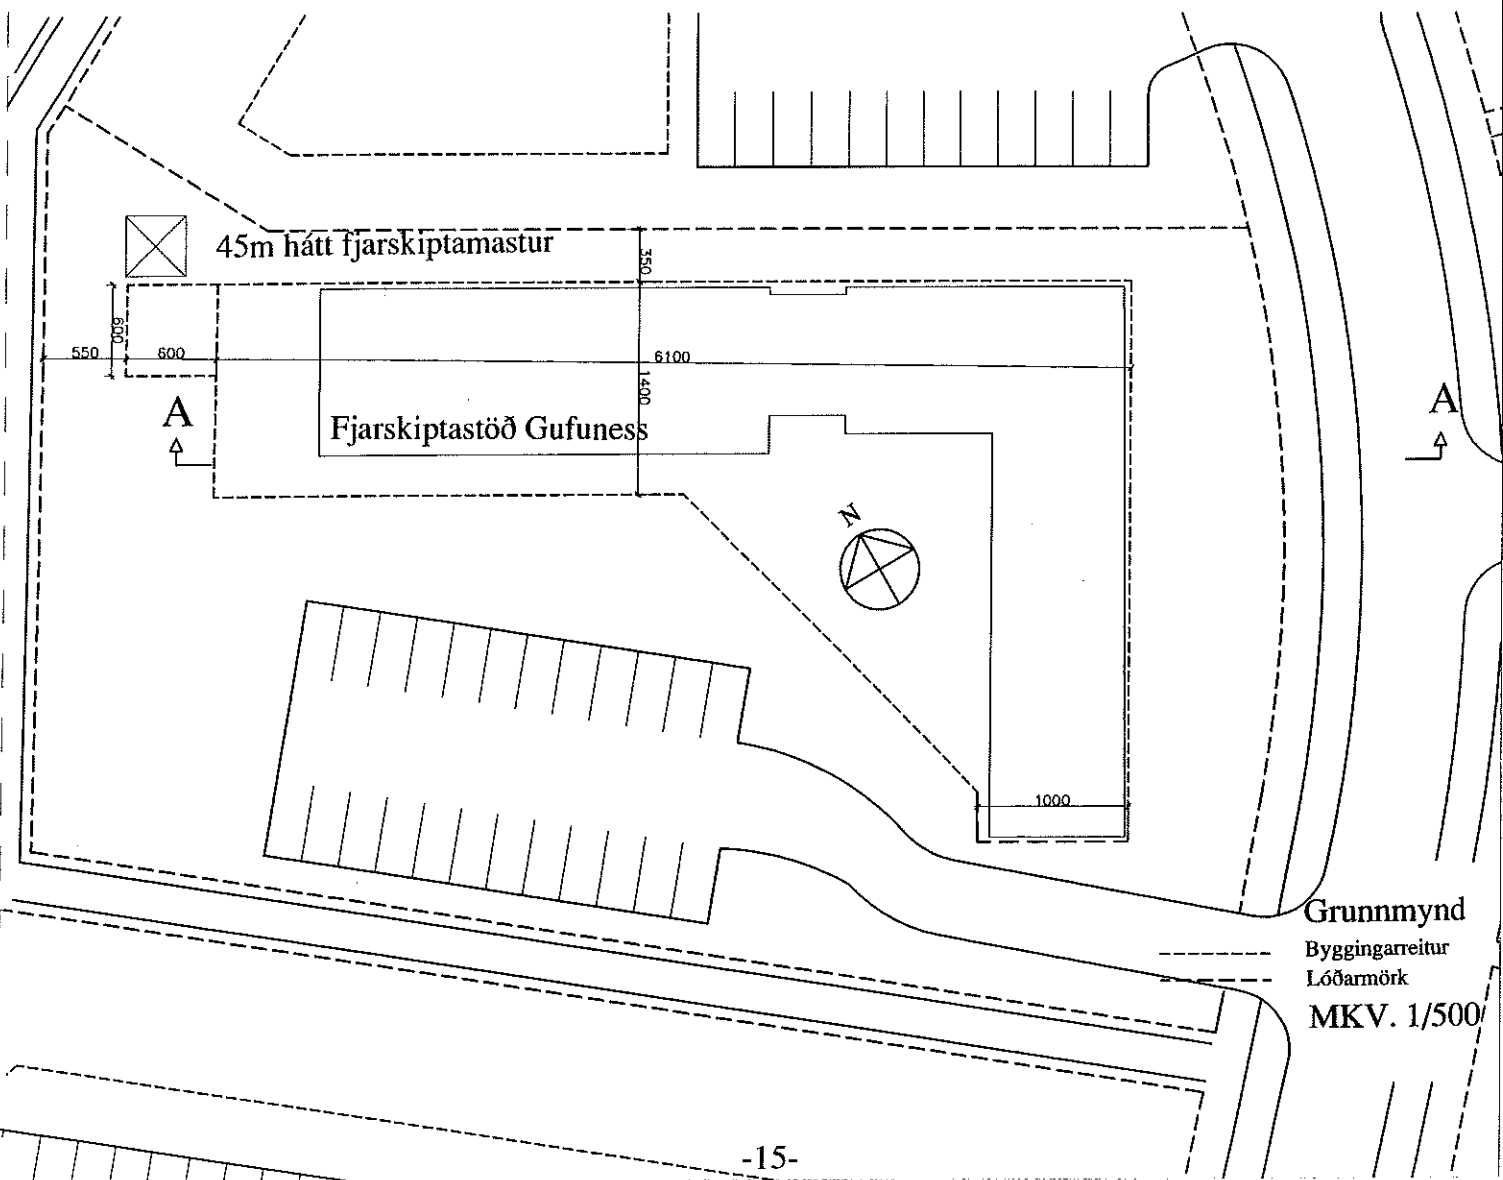 45m hátt fjarskiptamastur
350
600
550
600
6100
1400
A
A
Fjarskiptastöð Gufuness
N
1000
Grunnmynd
Byggingarreitur
Lóðarmörk
MKV. 1/500
-15-